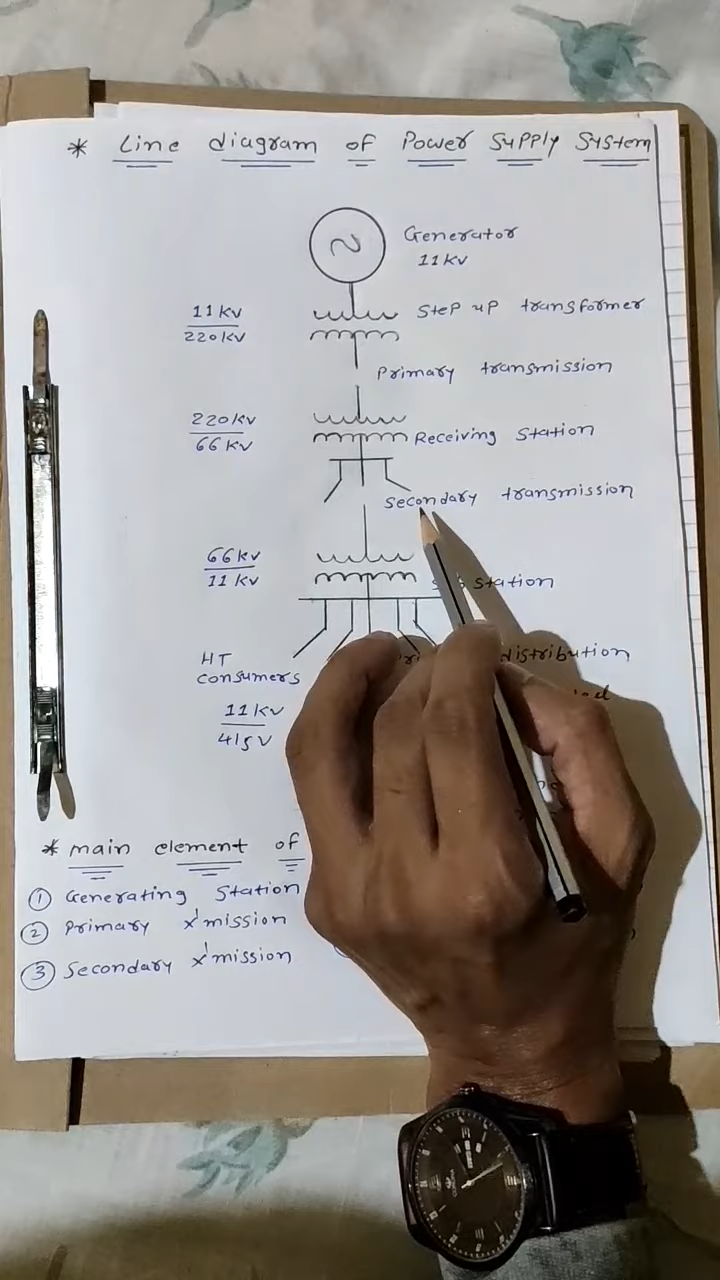 * Line diagram of Power Supply System
Generator
11kv
11kv
220kv
Step up transformer
Primary transmission
220kv
66kv
Receiving Station
Secondary transmission
66kv
11kv
station
distribution
HT
consumers
11kv
415V
* main element of
① Generating Station
② Primary x'mission
③ Secondary x'mission